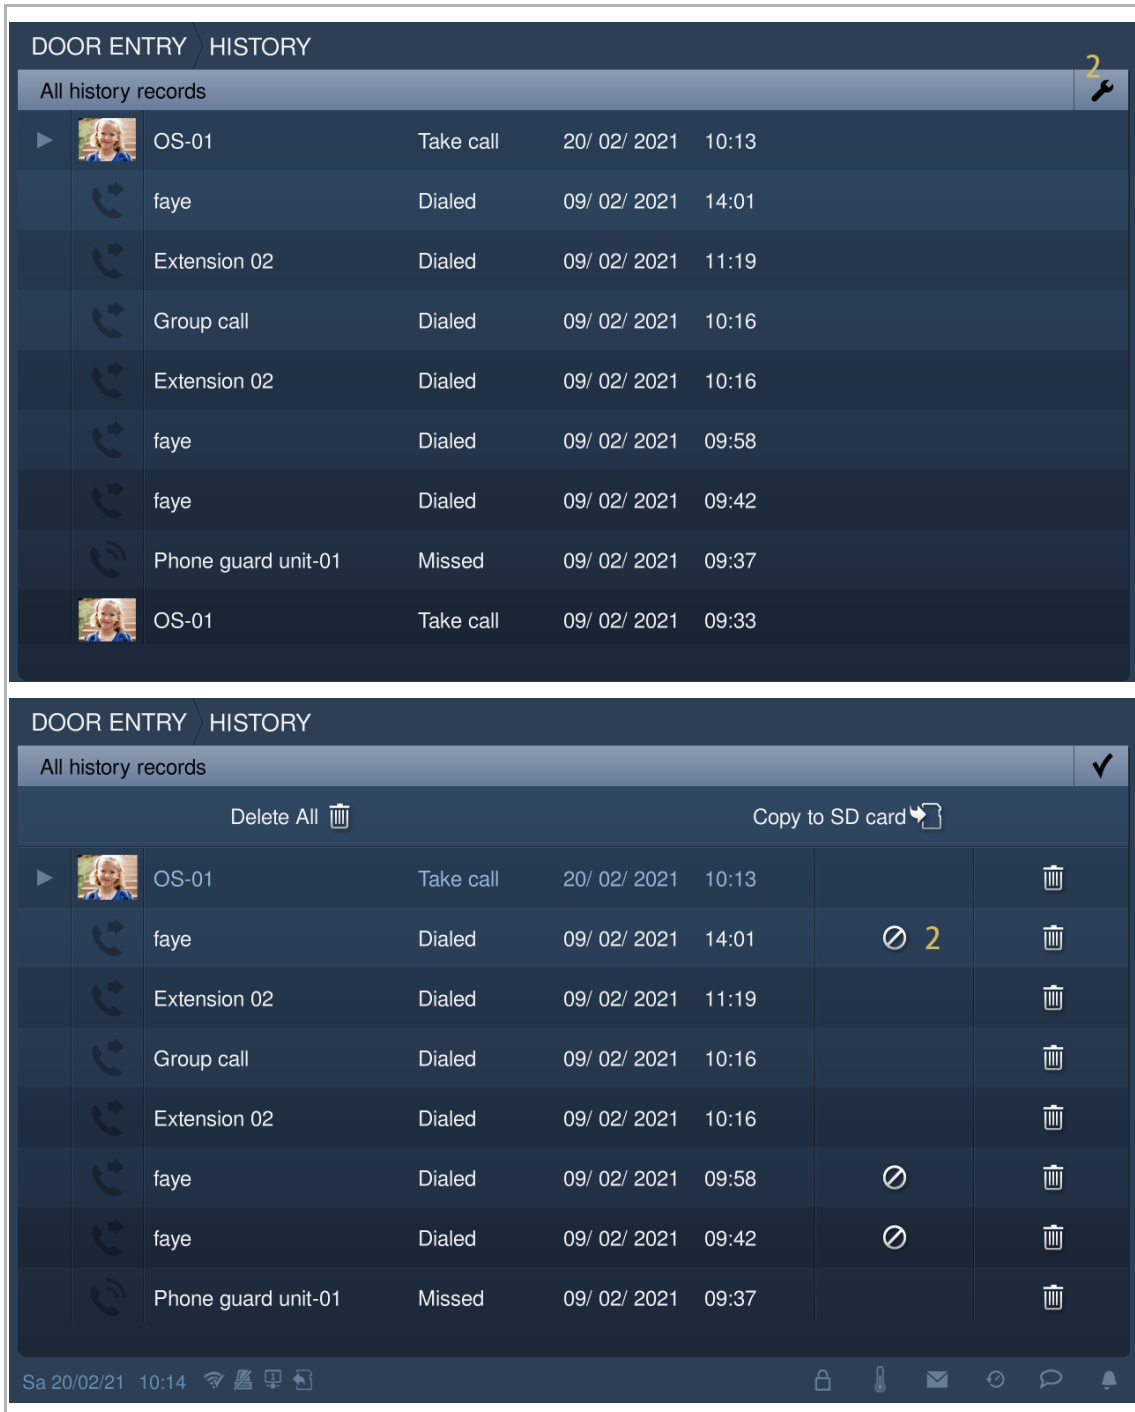 DOOR ENTRY HISTORY
2
All history records
OS-01 Take call 20/ 02/ 2021 10:13
faye Dialed 09/ 02/ 2021 14:01
Extension 02 Dialed 09/ 02/ 2021 11:19
Group call Dialed 09/ 02/ 2021 10:16
Extension 02 Dialed 09/ 02/ 2021 10:16
faye Dialed 09/ 02/ 2021 09:58
faye Dialed 09/ 02/ 2021 09:42
Phone guard unit-01 Missed 09/ 02/ 2021 09:37
OS-01 Take call 09/ 02/ 2021 09:33
DOOR ENTRY HISTORY
All history records
Delete All Copy to SD card
OS-01 Take call 20/ 02/ 2021 10:13
faye Dialed 09/ 02/ 2021 14:01 2
Extension 02 Dialed 09/ 02/ 2021 11:19
Group call Dialed 09/ 02/ 2021 10:16
Extension 02 Dialed 09/ 02/ 2021 10:16
faye Dialed 09/ 02/ 2021 09:58
faye Dialed 09/ 02/ 2021 09:42
Phone guard unit-01 Missed 09/ 02/ 2021 09:37
Sa 20/02/21 10:14 1